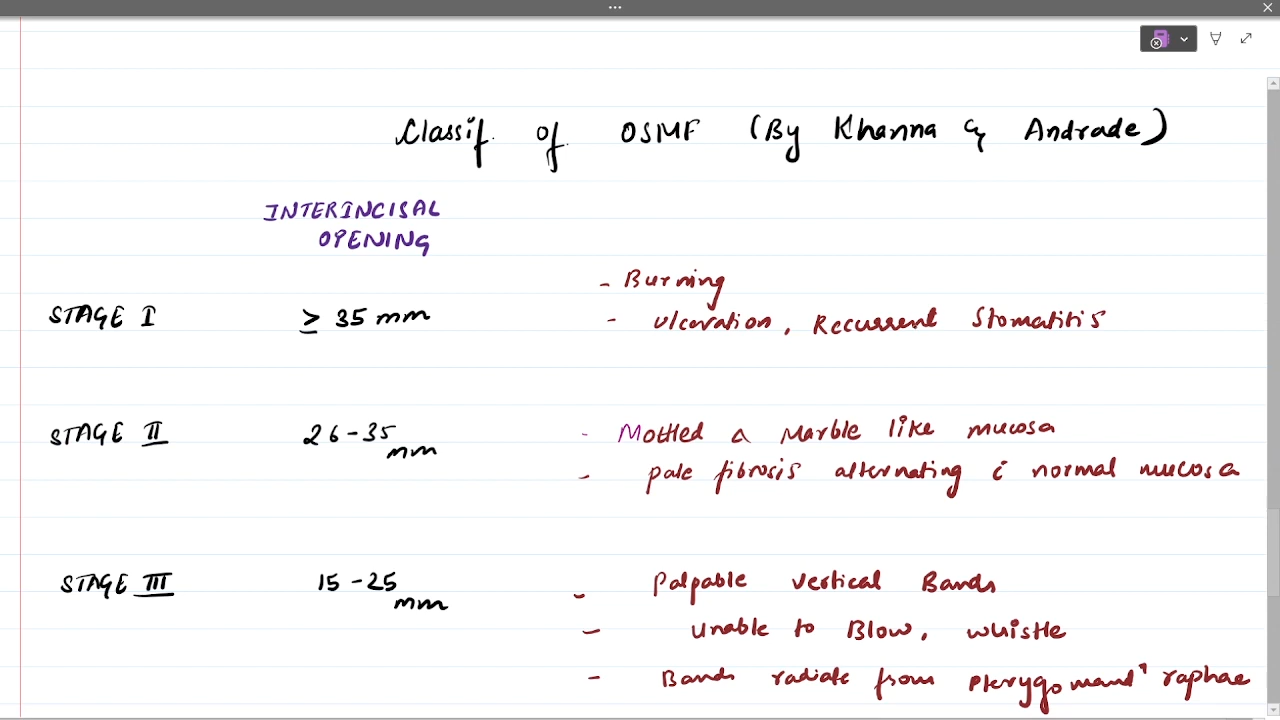 Classif. of OSMF (By Khanna & Andrade)
INTERINCISAL
OPENING
STAGE I ≥ 35 mm - Burning
- ulceration, Recurrent Stomatitis
STAGE II 26-35 mm - Mottled & Marble like mucosa
- pale fibrosis alternating c̄ normal mucosa
STAGE III 15-25 mm - Palpable vertical Bands
- unable to Blow, whistle
- Bands radiate from pterygomand' raphae